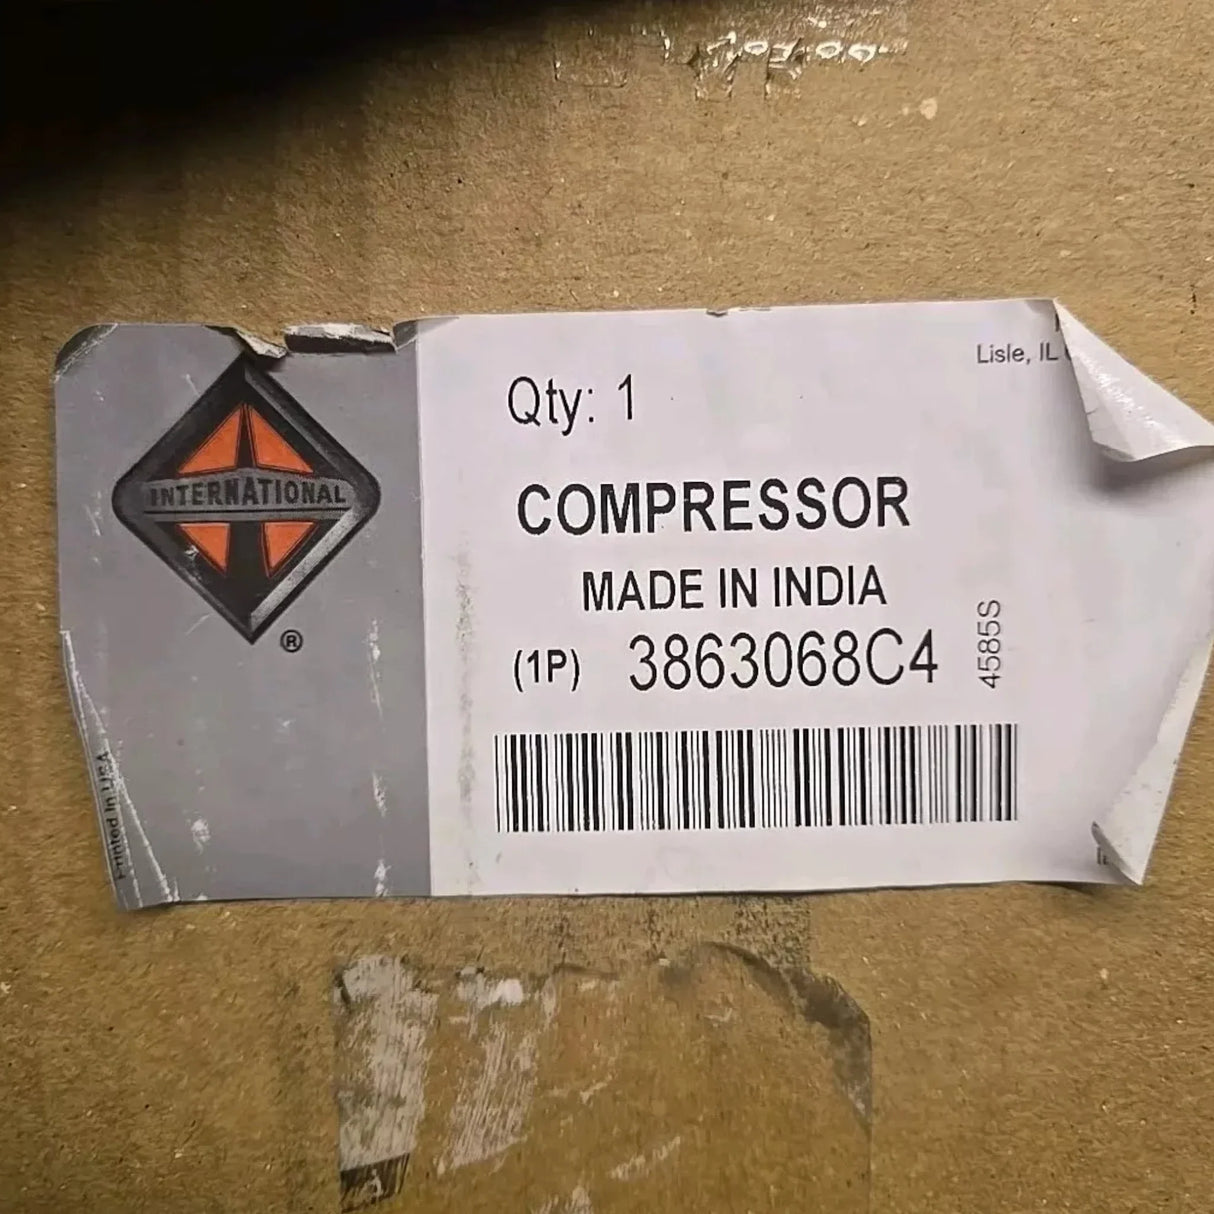 Lisle, IL
Qty: 1
INTERNATIONAL
®
COMPRESSOR
MADE IN INDIA
(1P) 3863068C4
4585S
Printed In USA